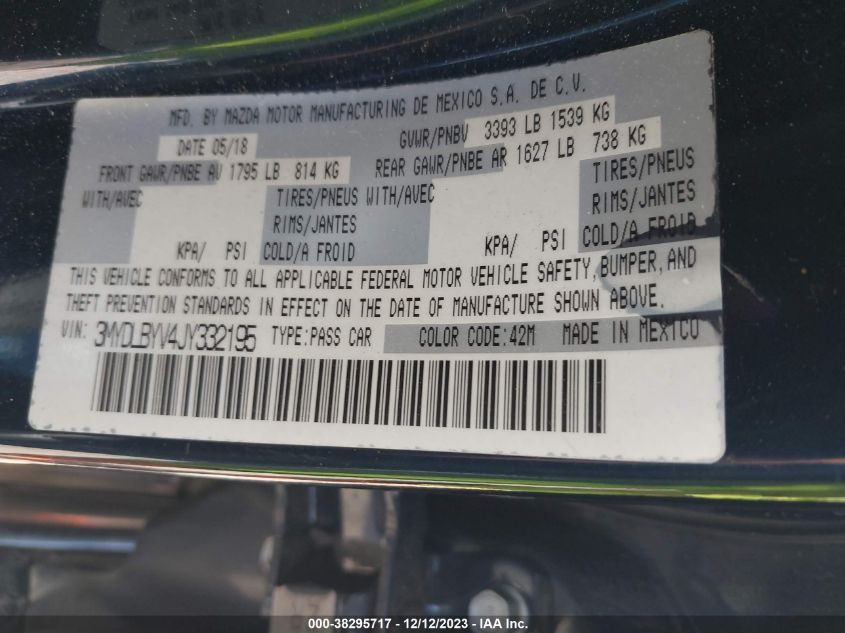 MFD. BY MAZDA MOTOR MANUFACTURING DE MEXICO S.A. DE C.V.
DATE 05/18 GVWR/PNBV 3393 LB 1539 KG
FRONT GAWR/PNBE AV 1795 LB 814 KG REAR GAWR/PNBE AR 1627 LB 738 KG
WITH/AVEC TIRES/PNEUS WITH/AVEC TIRES/PNEUS
RIMS/JANTES RIMS/JANTES
KPA/ PSI COLD/A FROID KPA/ PSI COLD/A FROID
THIS VEHICLE CONFORMS TO ALL APPLICABLE FEDERAL MOTOR VEHICLE SAFETY, BUMPER, AND
THEFT PREVENTION STANDARDS IN EFFECT ON THE DATE OF MANUFACTURE SHOWN ABOVE.
VIN: 3MYDLBYV4JY332195 TYPE:PASS CAR COLOR CODE:42M MADE IN MEXICO
000-38295717 - 12/12/2023 - IAA Inc.